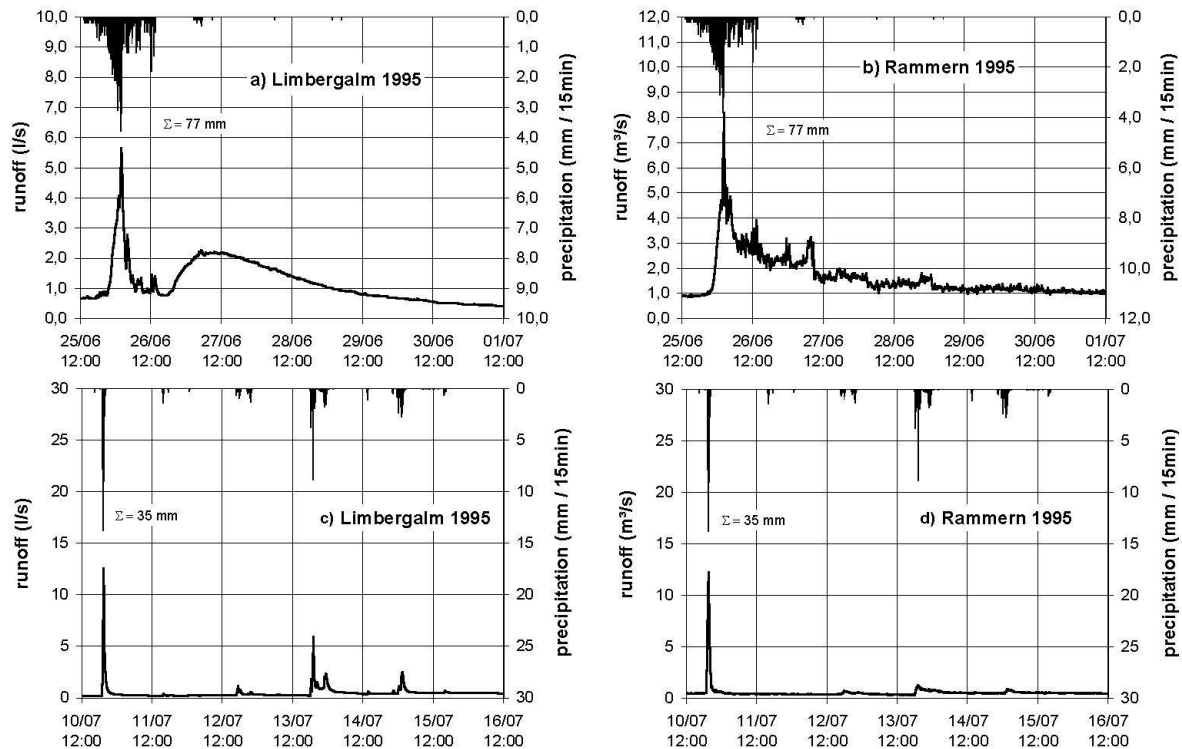 a) Limbergalm 1995
Σ = 77 mm
runoff (l/s)
10,0
9,0
8,0
7,0
6,0
5,0
4,0
3,0
2,0
1,0
0,0
precipitation (mm / 15min)
0,0
1,0
2,0
3,0
4,0
5,0
6,0
7,0
8,0
9,0
10,0
25/06 26/06 27/06 28/06 29/06 30/06 01/07
12:00 12:00 12:00 12:00 12:00 12:00 12:00
b) Rammern 1995
Σ = 77 mm
runoff (m³/s)
12,0
11,0
10,0
9,0
8,0
7,0
6,0
5,0
4,0
3,0
2,0
1,0
0,0
precipitation (mm / 15min)
0,0
2,0
4,0
6,0
8,0
10,0
12,0
25/06 26/06 27/06 28/06 29/06 30/06 01/07
12:00 12:00 12:00 12:00 12:00 12:00 12:00
c) Limbergalm 1995
Σ = 35 mm
runoff (l/s)
30
25
20
15
10
5
0
precipitation (mm / 15min)
0
5
10
15
20
25
30
10/07 11/07 12/07 13/07 14/07 15/07 16/07
12:00 12:00 12:00 12:00 12:00 12:00 12:00
d) Rammern 1995
Σ = 35 mm
runoff (m³/s)
30
25
20
15
10
5
0
precipitation (mm / 15min)
0
5
10
15
20
25
30
10/07 11/07 12/07 13/07 14/07 15/07 16/07
12:00 12:00 12:00 12:00 12:00 12:00 12:00